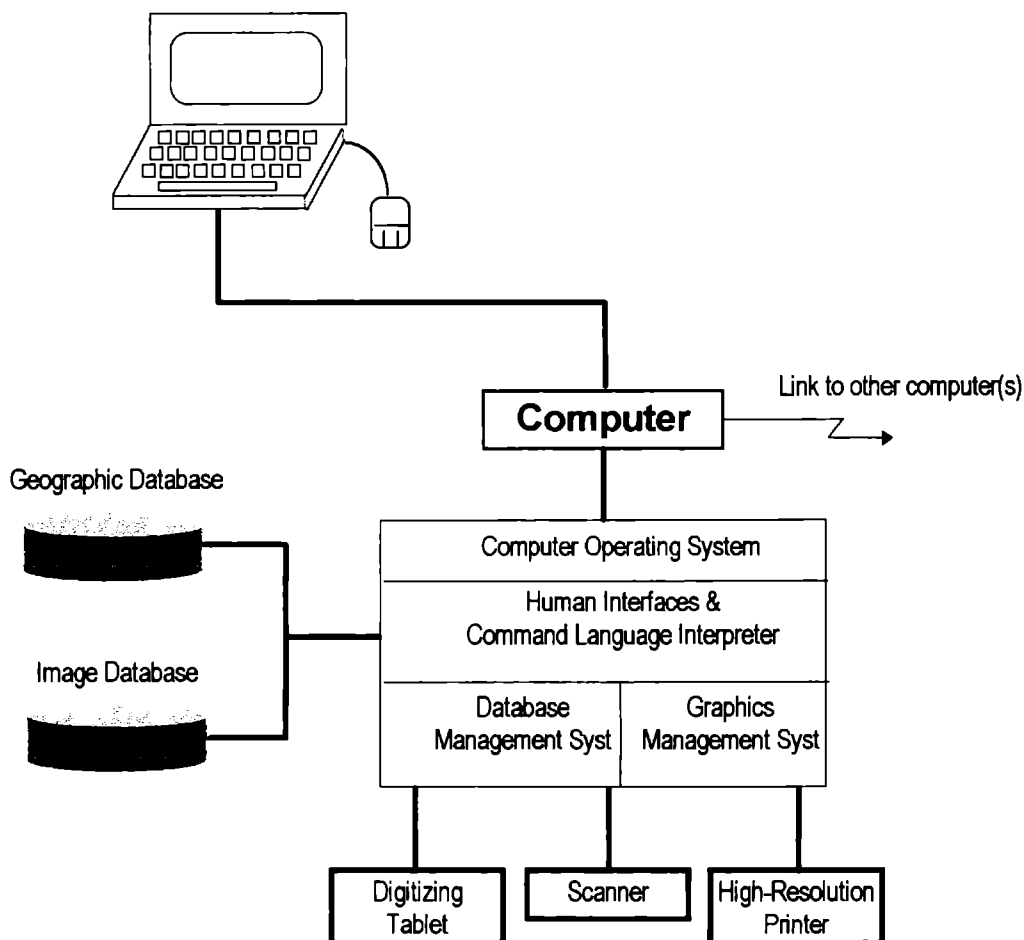 Computer
Link to other computer(s)
Geographic Database
Computer Operating System
Human Interfaces &
Command Language Interpreter
Image Database
Database
Management Syst
Graphics
Management Syst
Digitizing
Tablet
Scanner
High-Resolution
Printer